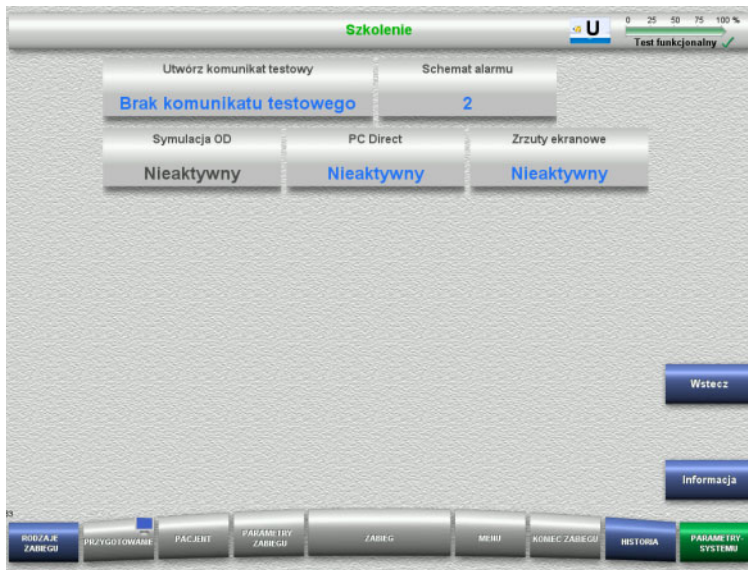 Szkolenie
U
0 25 50 75 100 %
Test funkcjonalny
Utwórz komunikat testowy
Brak komunikatu testowego
Schemat alarmu
2
Symulacja OD
Nieaktywny
PC Direct
Nieaktywny
Zrzuty ekranowe
Nieaktywny
Wstecz
Informacja
RODZAJE
ZABIEGU
PRZYGOTOWANIE
PACJENT
PARAMETRY
ZABIEGU
ZABIEG
MENU
KONIEC ZABIEGU
HISTORIA
PARAMETRY-
SYSTEMU